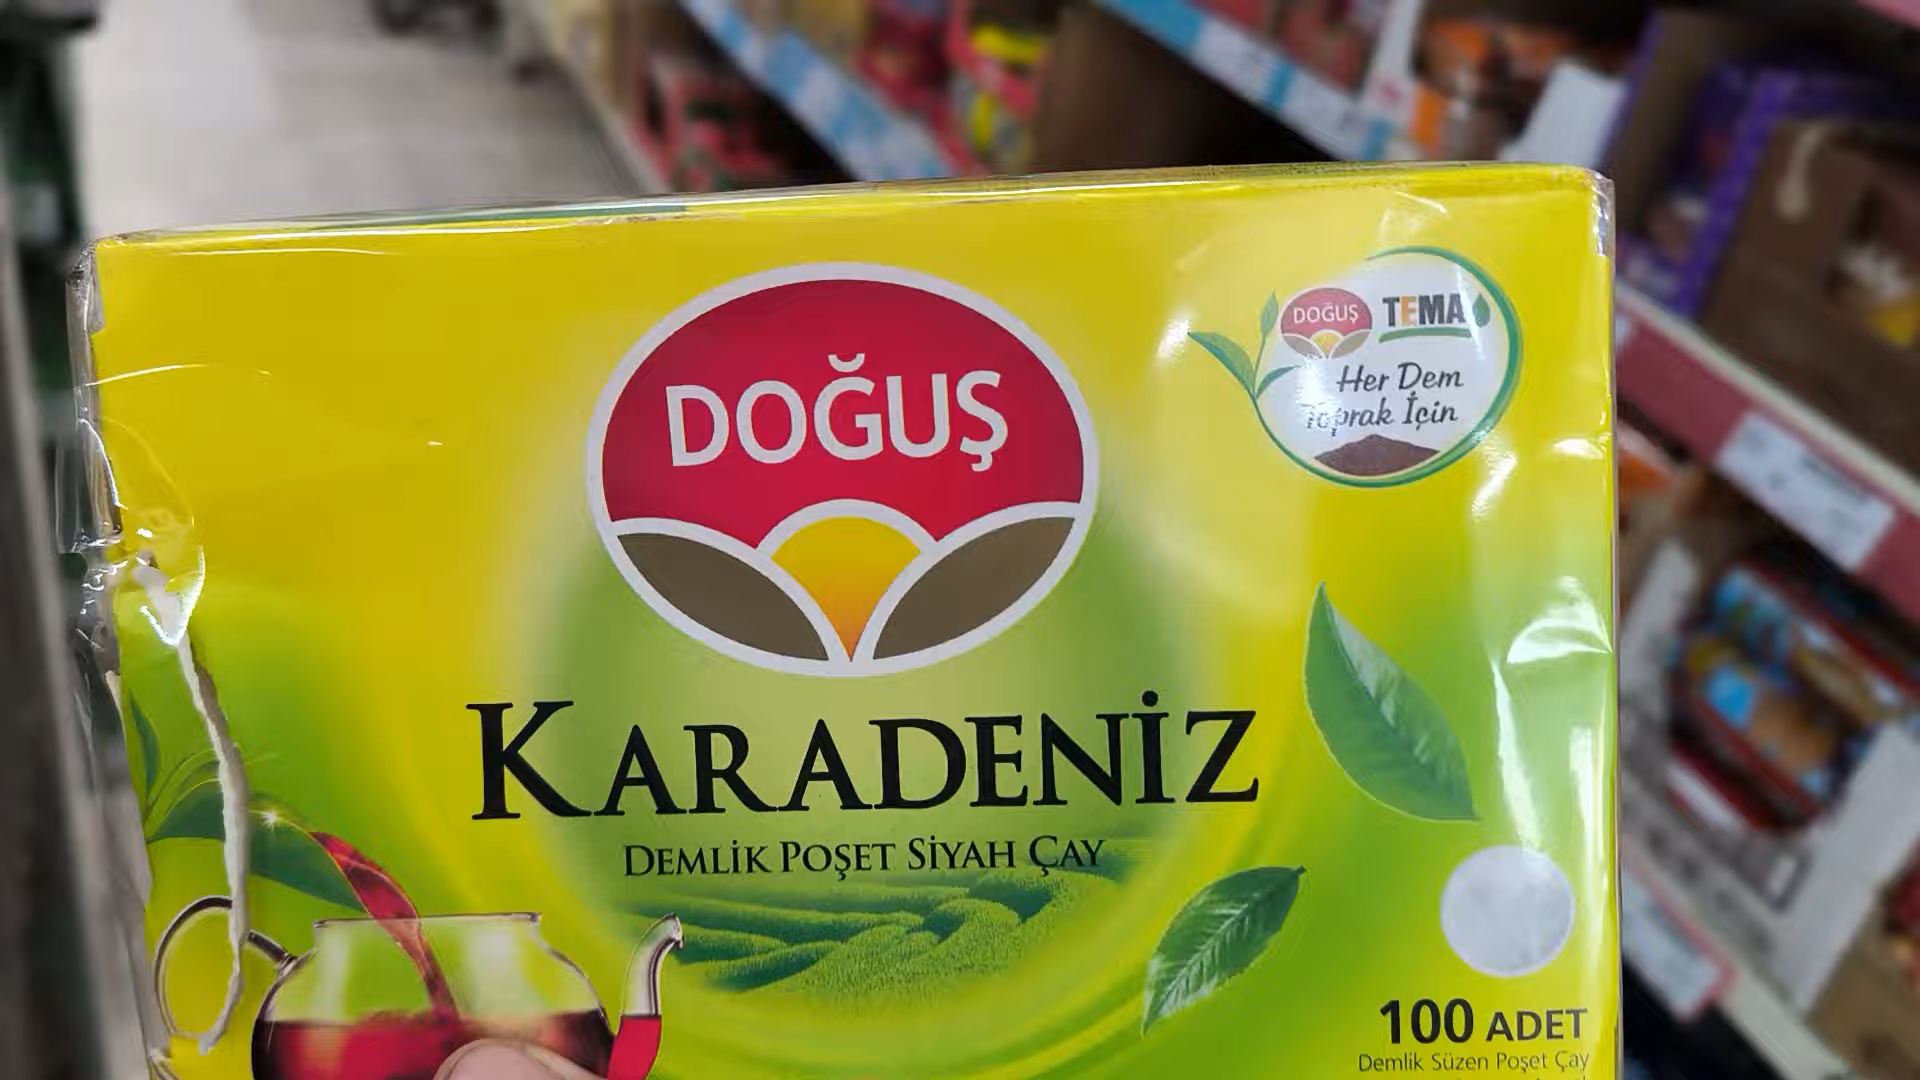 DOĞUŞ
DOĞUŞ TEMA
Her Dem
Toprak İçin
KARADENİZ
DEMLİK POŞET SİYAH ÇAY
100 ADET
Demlik Süzen Poşet Çay